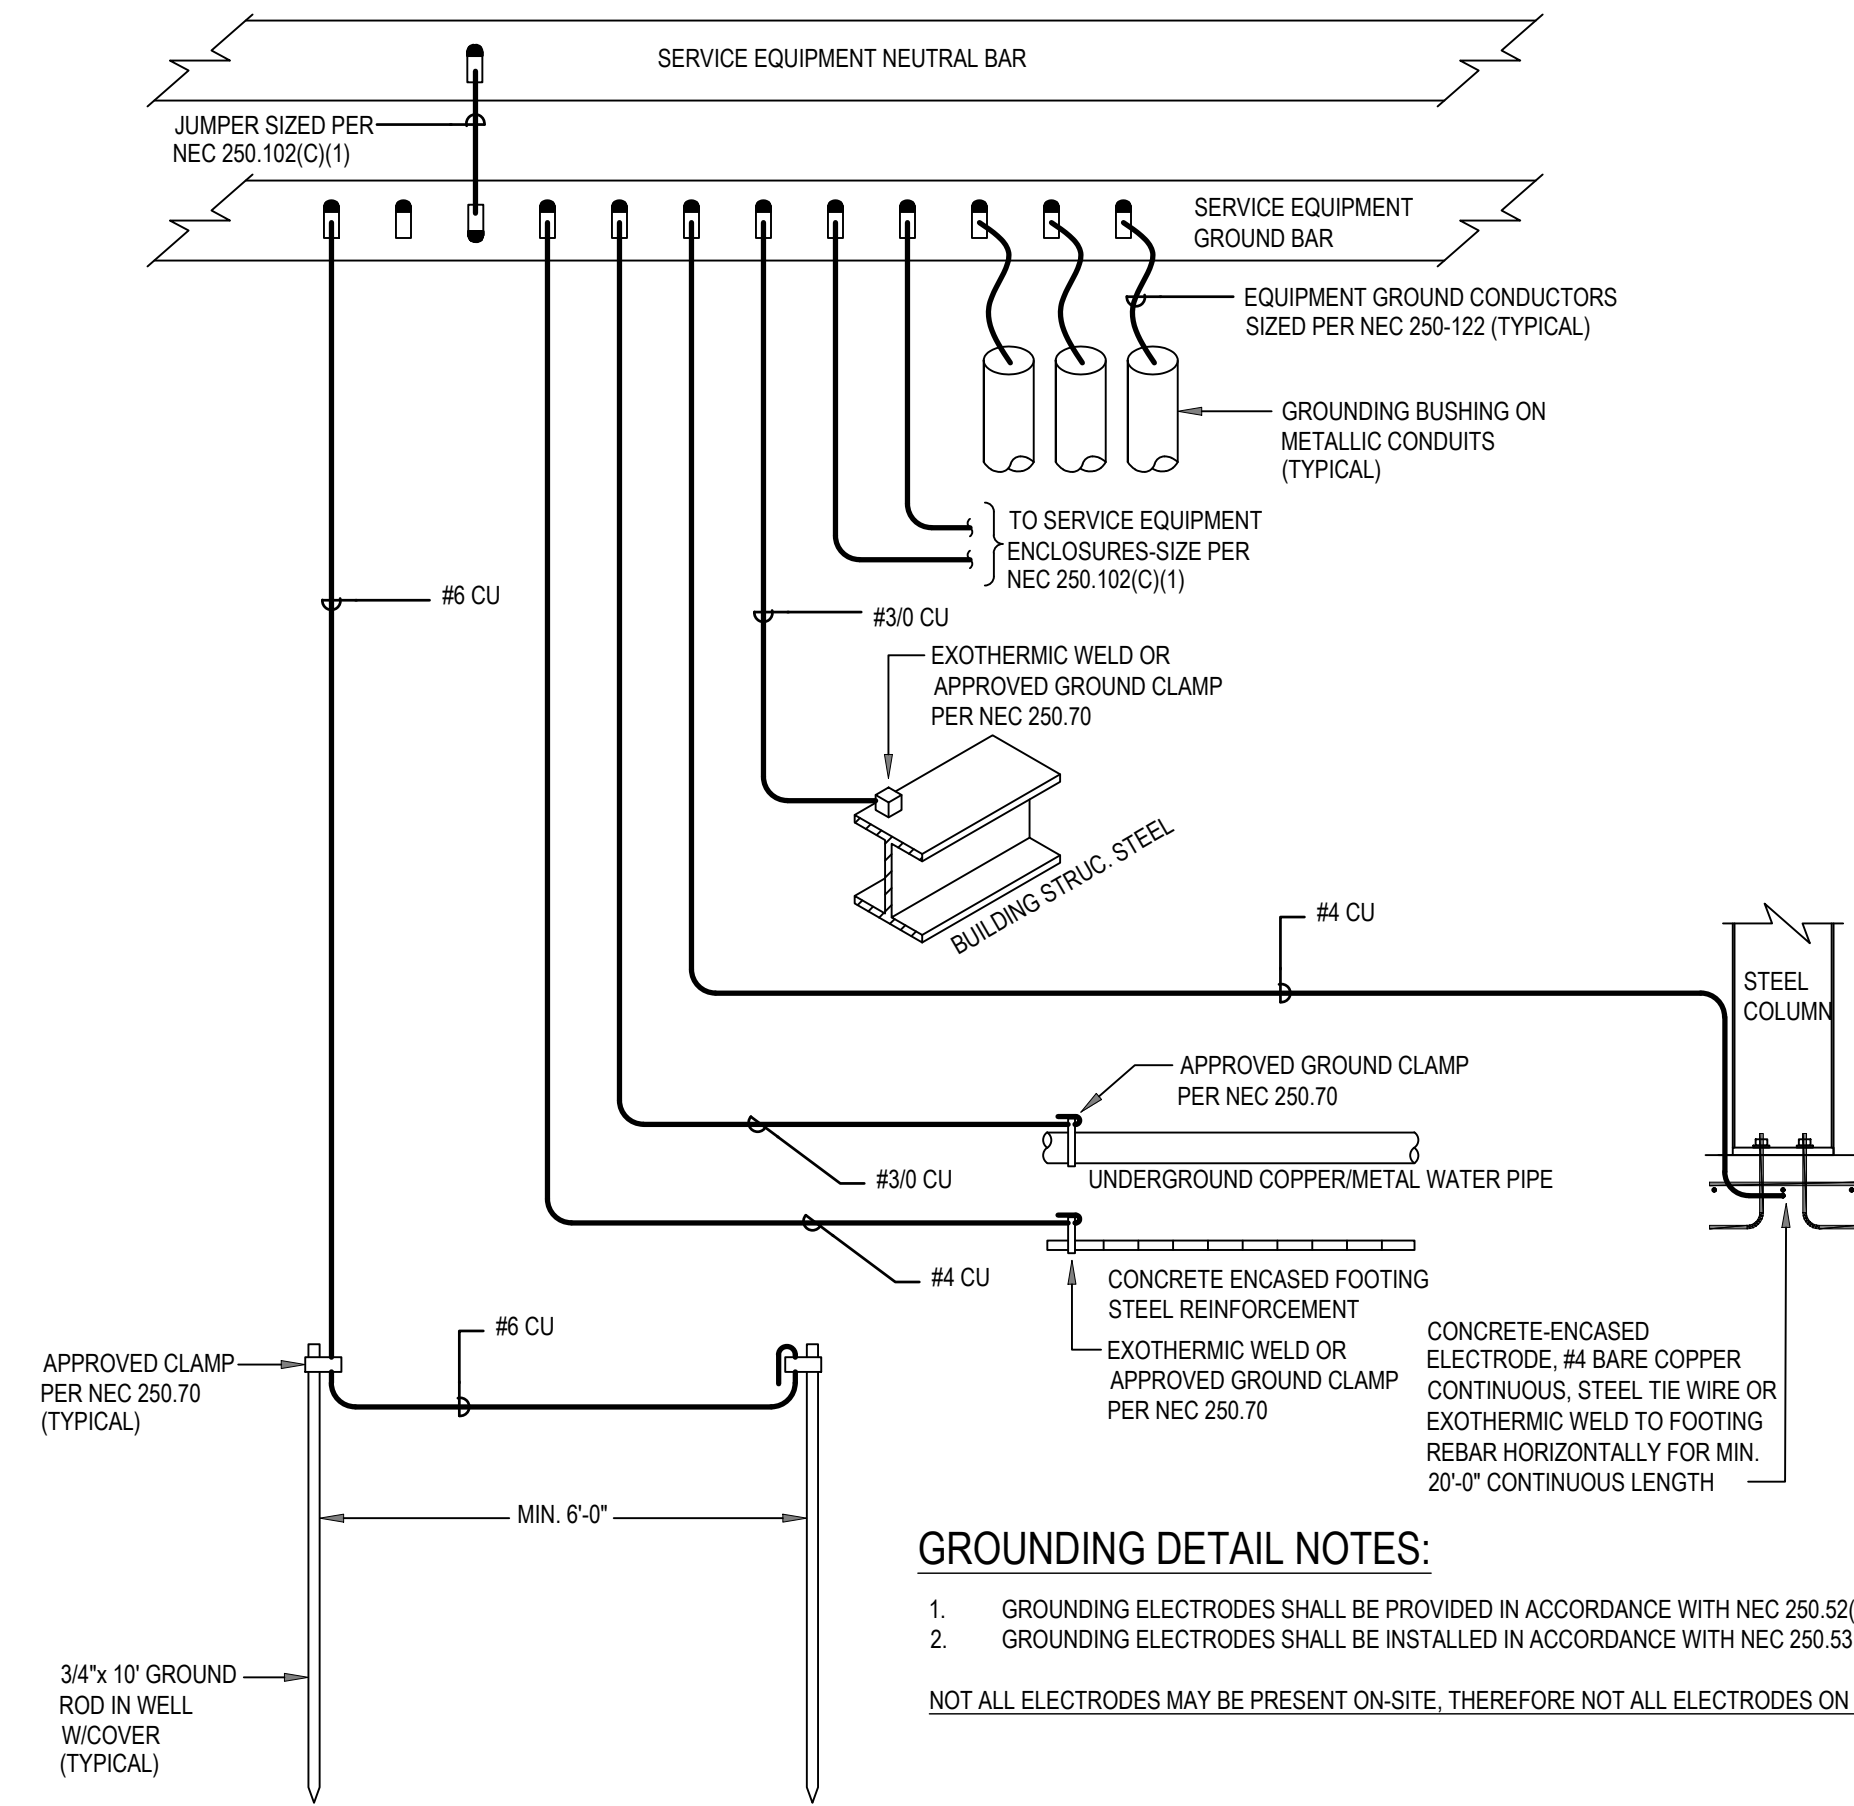 SERVICE EQUIPMENT NEUTRAL BAR
JUMPER SIZED PER
NEC 250.102(C)(1)
SERVICE EQUIPMENT
GROUND BAR
EQUIPMENT GROUND CONDUCTORS
SIZED PER NEC 250-122 (TYPICAL)
GROUNDING BUSHING ON
METALLIC CONDUITS
(TYPICAL)
TO SERVICE EQUIPMENT
ENCLOSURES-SIZE PER
NEC 250.102(C)(1)
#6 CU
#3/0 CU
EXOTHERMIC WELD OR
APPROVED GROUND CLAMP
PER NEC 250.70
BUILDING STRUC. STEEL
#4 CU
STEEL
COLUMN
APPROVED GROUND CLAMP
PER NEC 250.70
#3/0 CU
UNDERGROUND COPPER/METAL WATER PIPE
#4 CU
CONCRETE ENCASED FOOTING
STEEL REINFORCEMENT
EXOTHERMIC WELD OR
APPROVED GROUND CLAMP
PER NEC 250.70
CONCRETE-ENCASED
ELECTRODE, #4 BARE COPPER
CONTINUOUS, STEEL TIE WIRE OR
EXOTHERMIC WELD TO FOOTING
REBAR HORIZONTALLY FOR MIN.
20'-0" CONTINUOUS LENGTH
#6 CU
APPROVED CLAMP
PER NEC 250.70
(TYPICAL)
MIN. 6'-0"
3/4"x 10' GROUND
ROD IN WELL
W/COVER
(TYPICAL)
GROUNDING DETAIL NOTES:
1. GROUNDING ELECTRODES SHALL BE PROVIDED IN ACCORDANCE WITH NEC 250.52(
2. GROUNDING ELECTRODES SHALL BE INSTALLED IN ACCORDANCE WITH NEC 250.53
NOT ALL ELECTRODES MAY BE PRESENT ON-SITE, THEREFORE NOT ALL ELECTRODES ON